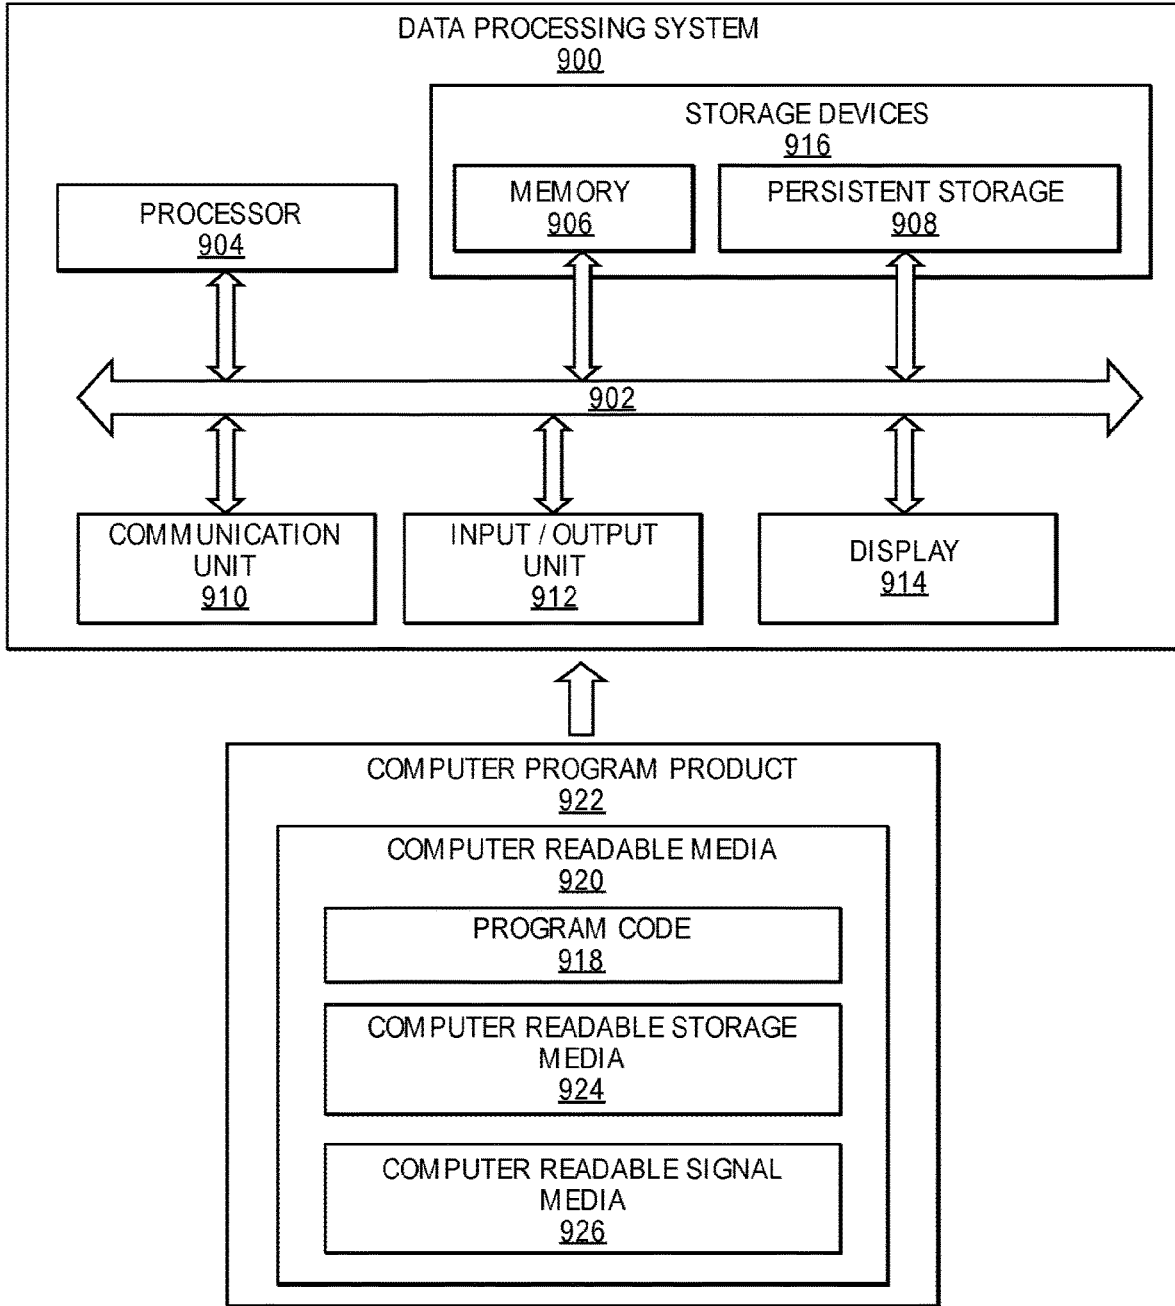 DATA PROCESSING SYSTEM
900
STORAGE DEVICES
916
PROCESSOR
904
MEMORY
906
PERSISTENT STORAGE
908
902
COMMUNICATION
UNIT
910
INPUT / OUTPUT
UNIT
912
DISPLAY
914
COMPUTER PROGRAM PRODUCT
922
COMPUTER READABLE MEDIA
920
PROGRAM CODE
918
COMPUTER READABLE STORAGE
MEDIA
924
COMPUTER READABLE SIGNAL
MEDIA
926